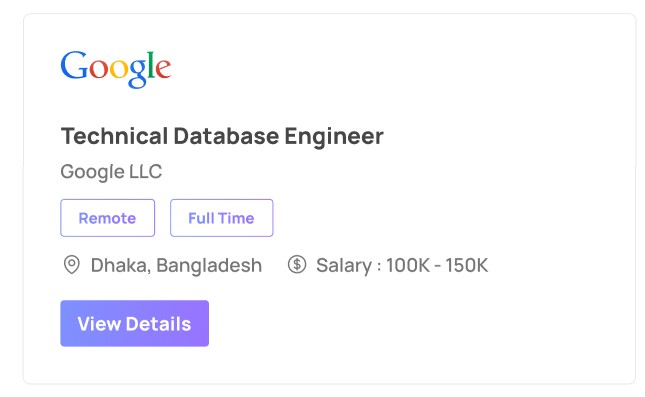 Google
Technical Database Engineer
Google LLC
Remote Full Time
Dhaka, Bangladesh Salary : 100K - 150K
View Details